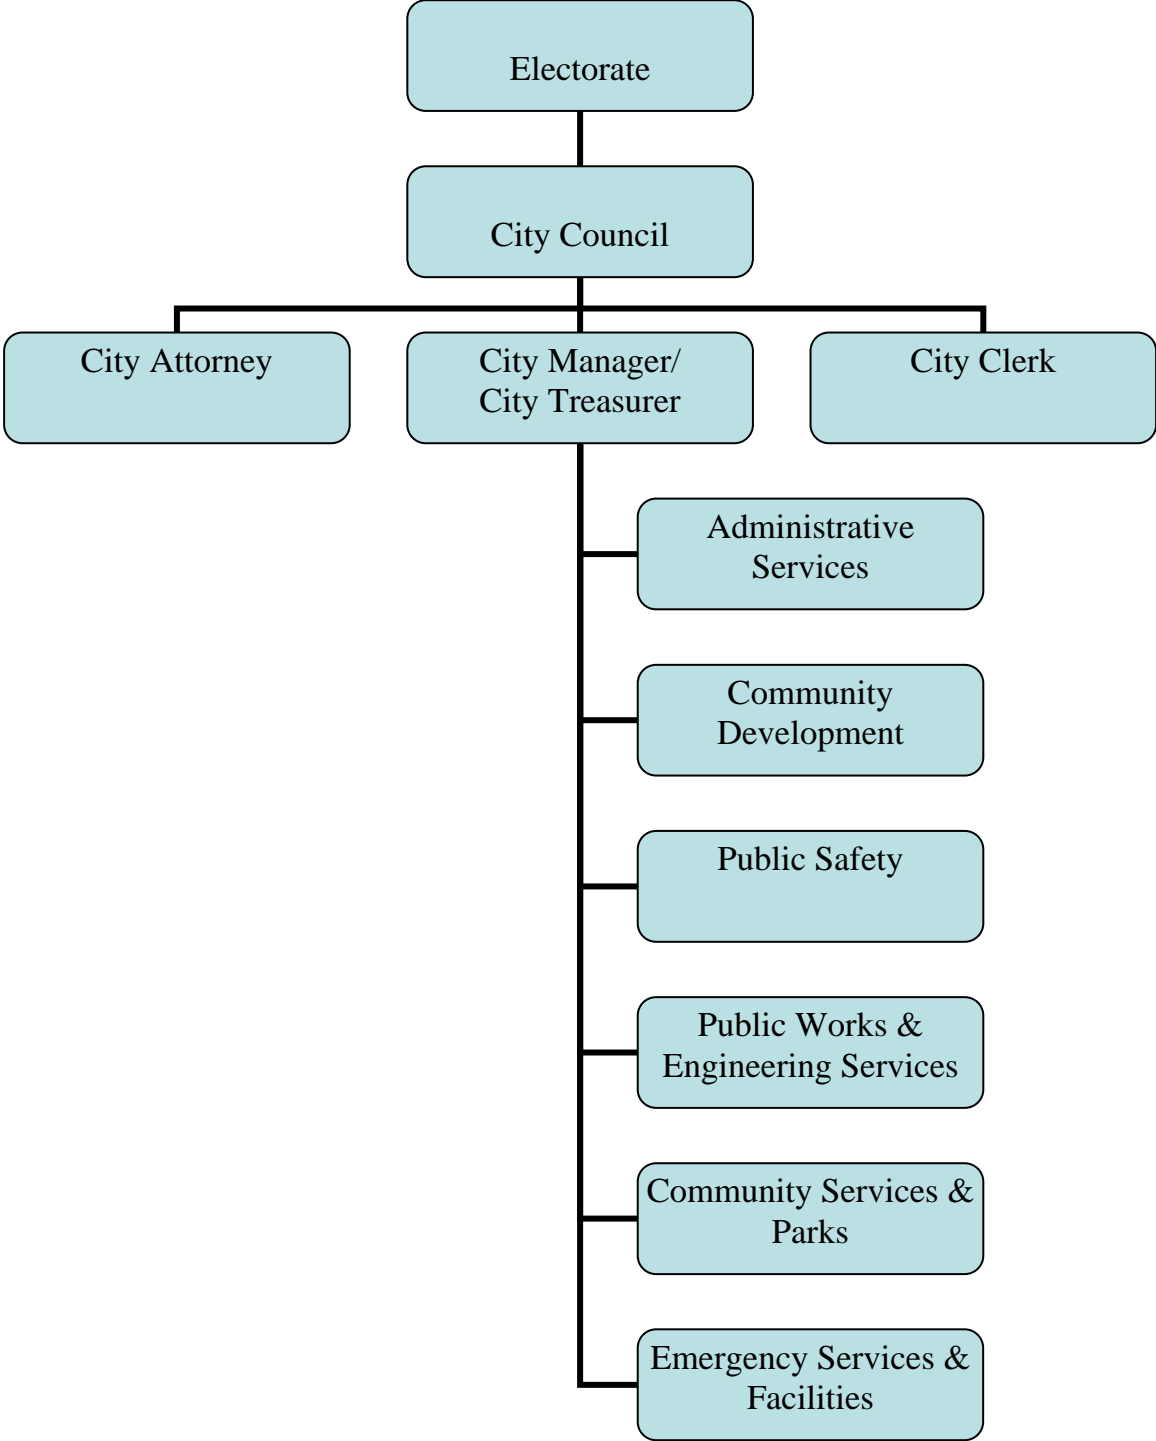 Electorate
City Council
City Attorney
City Manager/
City Treasurer
City Clerk
Administrative
Services
Community
Development
Public Safety
Public Works &
Engineering Services
Community Services &
Parks
Emergency Services &
Facilities